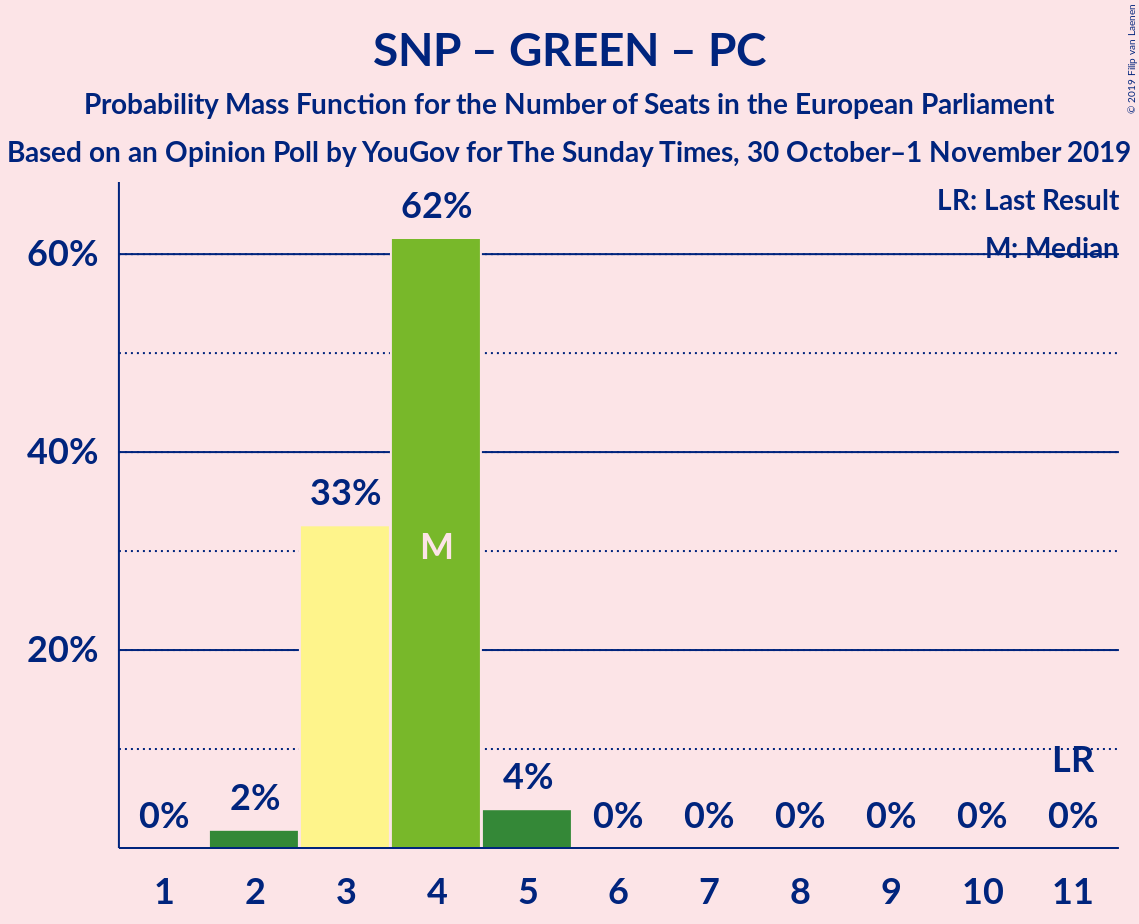 SNP – GREEN – PC
Probability Mass Function for the Number of Seats in the European Parliament
Based on an Opinion Poll by YouGov for The Sunday Times, 30 October–1 November 2019
© 2019 Filip van Laenen
LR: Last Result
M: Median
62%
60%
40%
33%
M
20%
LR
4%
2%
0%
0% 0% 0% 0% 0% 0%
1 2 3 4 5 6 7 8 9 10 11